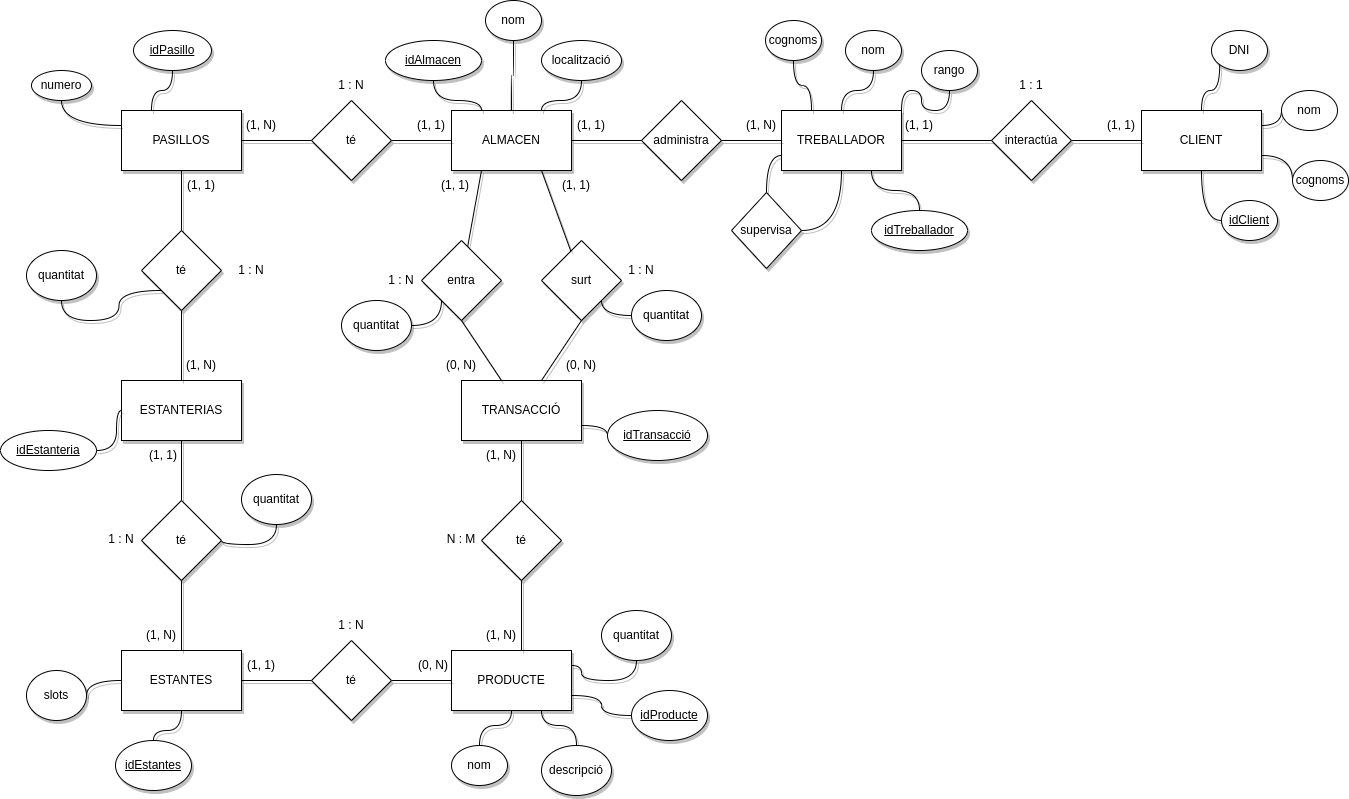 nom
cognoms
idPasillo
idAlmacen
localització
nom
rango
DNI
numero
1 : N
1 : 1
nom
PASILLOS
(1, N)
té
(1, 1)
ALMACEN
(1, 1)
administra
(1, N)
TREBALLADOR
(1, 1)
interactúa
(1, 1)
CLIENT
cognoms
(1, 1)
(1, 1)
(1, 1)
supervisa
idTreballador
idClient
quantitat
té
1 : N
1 : N
entra
surt
1 : N
quantitat
quantitat
(1, N)
(0, N)
(0, N)
ESTANTERIAS
TRANSACCIÓ
idEstanteria
idTransacció
(1, 1)
(1, N)
quantitat
1 : N
té
N : M
té
(1, N)
1 : N
(1, N)
quantitat
slots
ESTANTES
(1, 1)
té
(0, N)
PRODUCTE
idProducte
idEstantes
nom
descripció